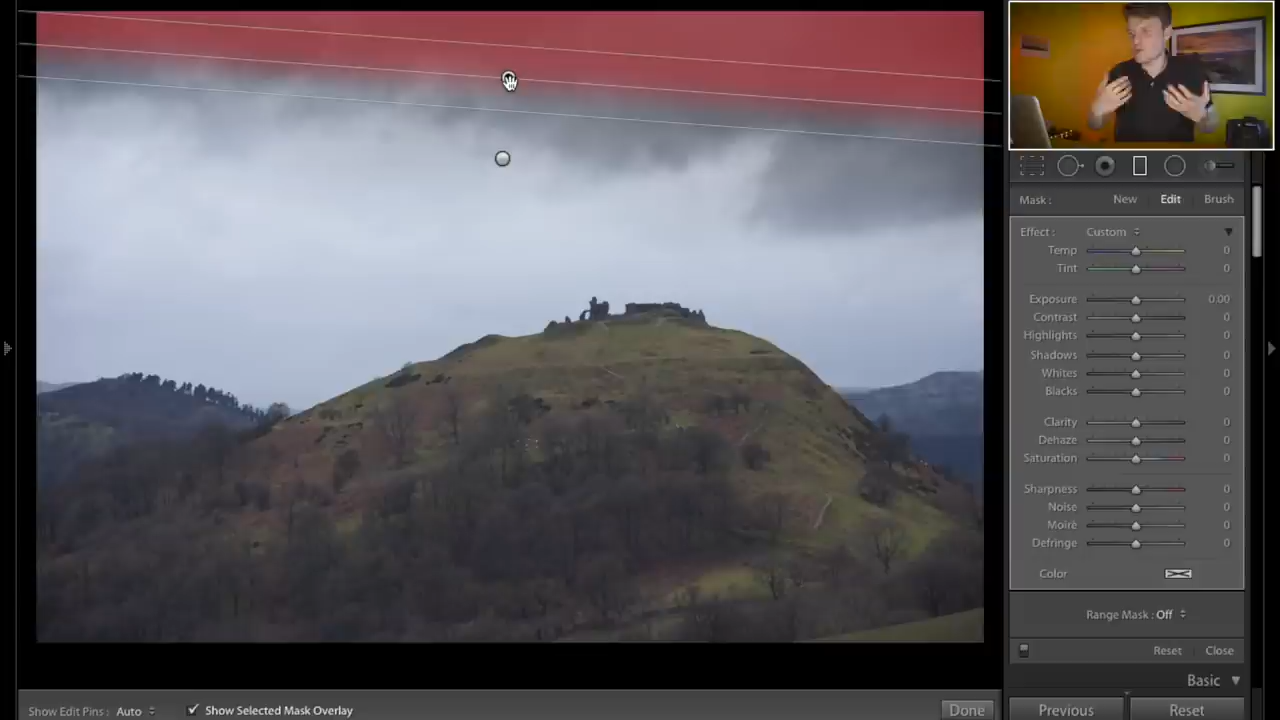 Mask : New Edit Brush
Effect : Custom
Temp 0
Tint 0
Exposure 0.00
Contrast 0
Highlights 0
Shadows 0
Whites 0
Blacks 0
Clarity 0
Dehaze 0
Saturation 0
Sharpness 0
Noise 0
Moirè 0
Defringe 0
Color
Range Mask : Off
Reset Close
Basic
Show Edit Pins : Auto Show Selected Mask Overlay Done Previous Reset